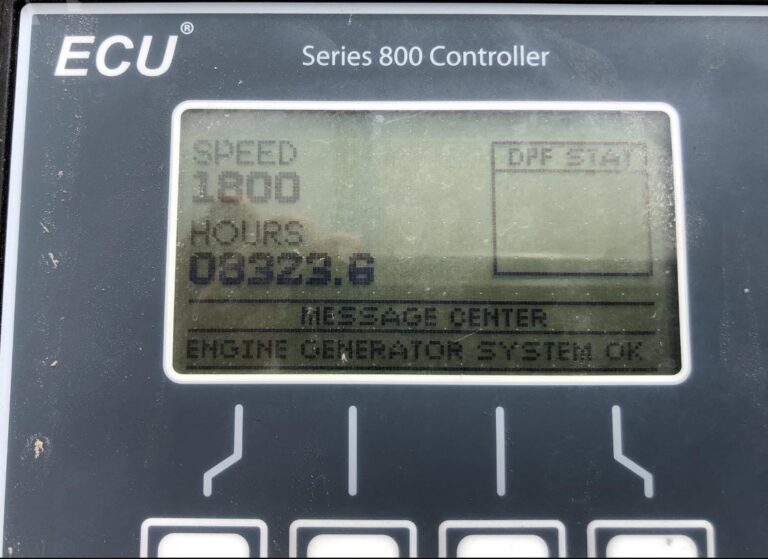 ECU®
Series 800 Controller
SPEED
1800
DPF STAT
HOURS
03323.6
MESSAGE CENTER
ENGINE GENERATOR SYSTEM OK